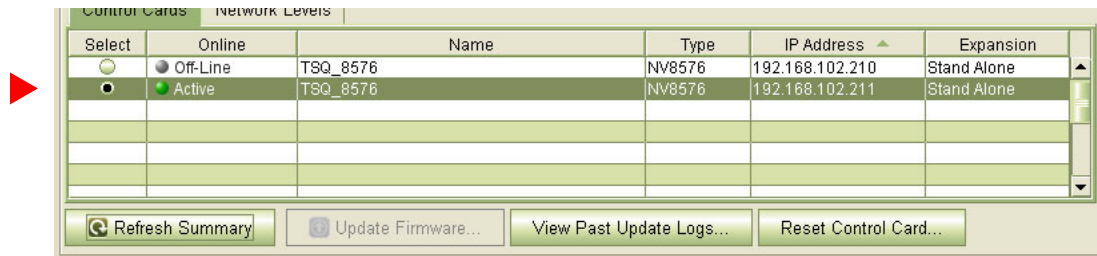 Control Cards Network Levels
Select Online Name Type IP Address Expansion
Off-Line TSQ_8576 NV8576 192.168.102.210 Stand Alone
Active TSQ_8576 NV8576 192.168.102.211 Stand Alone
Refresh Summary Update Firmware... View Past Update Logs... Reset Control Card...